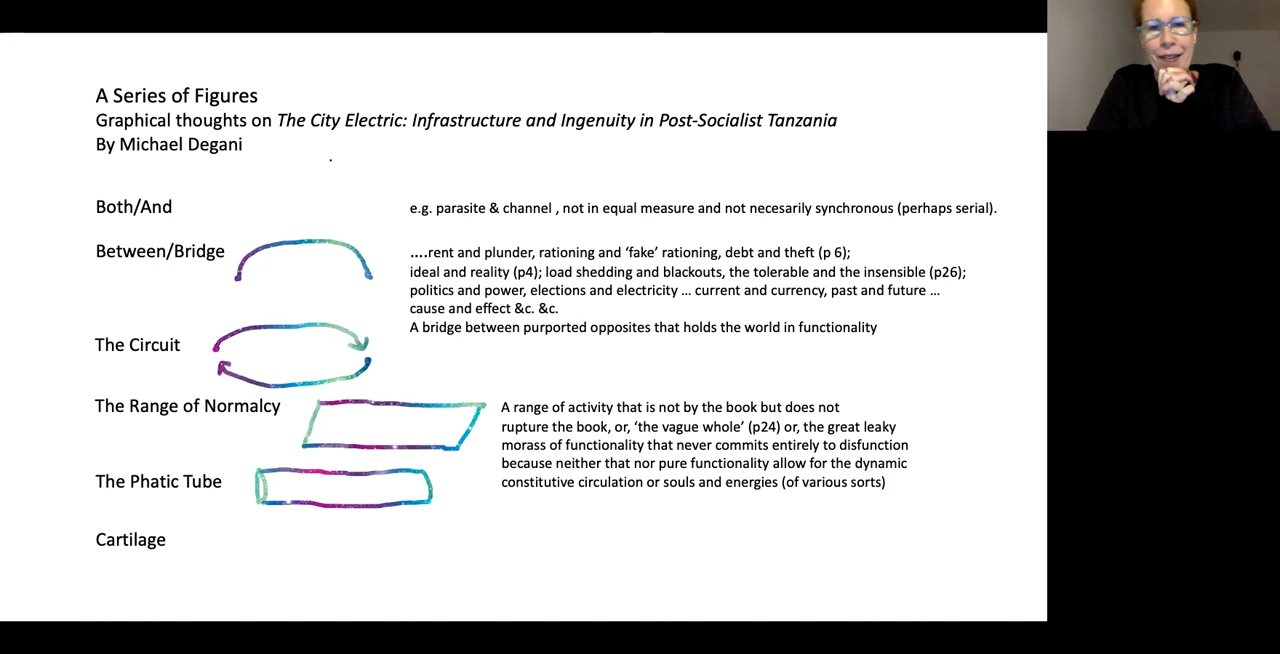 A Series of Figures
Graphical thoughts on The City Electric: Infrastructure and Ingenuity in Post-Socialist Tanzania
By Michael Degani
Both/And
e.g. parasite & channel , not in equal measure and not necesarily synchronous (perhaps serial).
Between/Bridge
....rent and plunder, rationing and ‘fake’ rationing, debt and theft (p 6);
ideal and reality (p4); load shedding and blackouts, the tolerable and the insensible (p26);
politics and power, elections and electricity ... current and currency, past and future ...
cause and effect &c. &c.
A bridge between purported opposites that holds the world in functionality
The Circuit
The Range of Normalcy
A range of activity that is not by the book but does not
rupture the book, or, ‘the vague whole’ (p24) or, the great leaky
morass of functionality that never commits entirely to disfunction
because neither that nor pure functionality allow for the dynamic
constitutive circulation or souls and energies (of various sorts)
The Phatic Tube
Cartilage